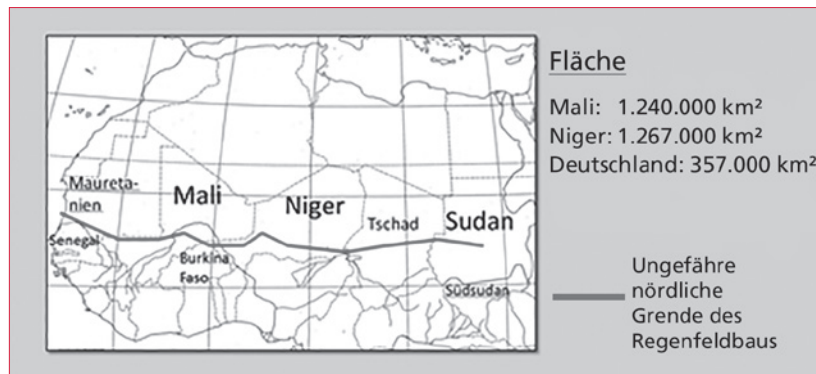 Fläche
Mali: 1.240.000 km²
Niger: 1.267.000 km²
Deutschland: 357.000 km²
Maureta-
nien
Mali
Niger
Tschad
Sudan
Senegal
Burkina
Faso
Südsudan
Ungefähre
nördliche
Grende des
Regenfeldbaus